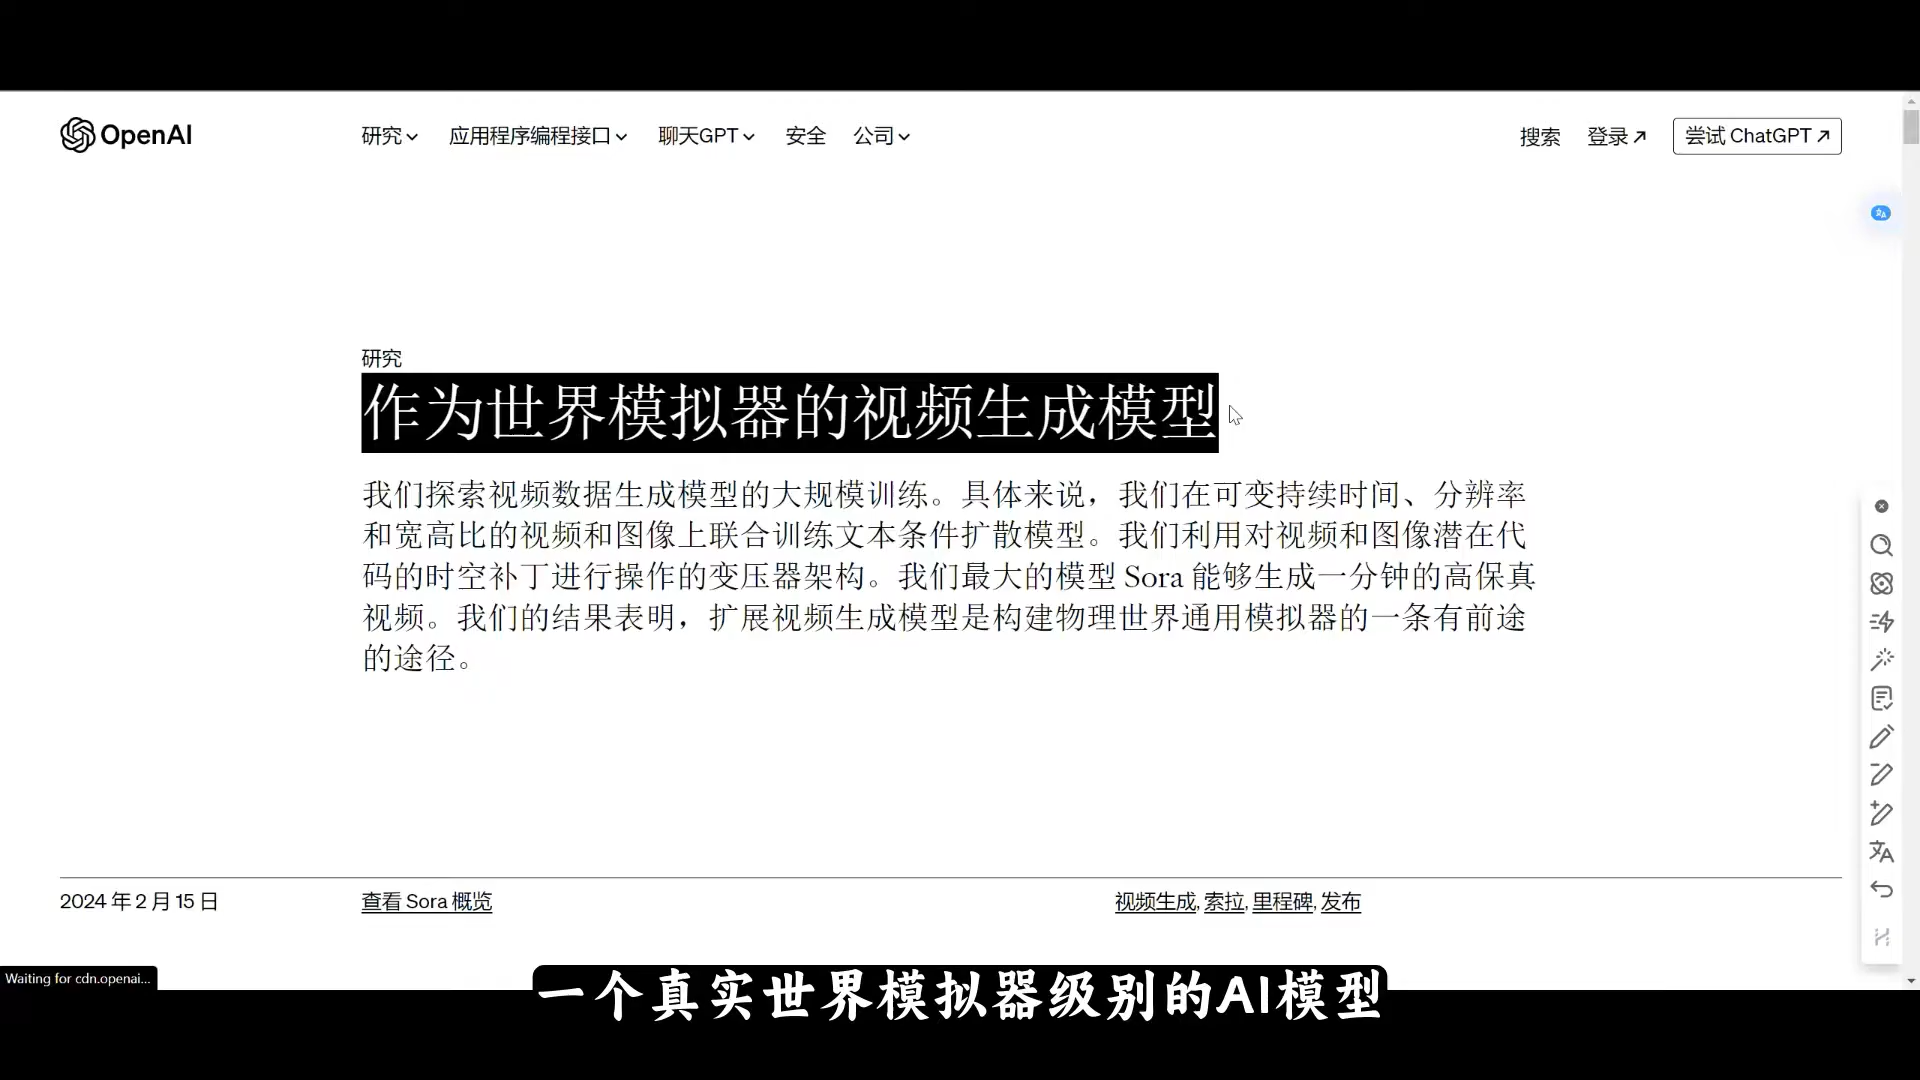 OpenAI
研究 应用程序编程接口 聊天GPT 安全 公司 搜索 登录 尝试 ChatGPT
研究
作为世界模拟器的视频生成模型
我们探索视频数据生成模型的大规模训练。具体来说，我们在可变持续时间、分辨率
和宽高比的视频和图像上联合训练文本条件扩散模型。我们利用对视频和图像潜在代
码的时空补丁进行操作的变压器架构。我们最大的模型 Sora 能够生成一分钟的高保真
视频。我们的结果表明，扩展视频生成模型是构建物理世界通用模拟器的一条有前途
的途径。
2024 年 2 月 15 日 查看 Sora 概览 视频生成, 索拉, 里程碑, 发布
Waiting for cdn.openai...
一个真实世界模拟器级别的AI模型